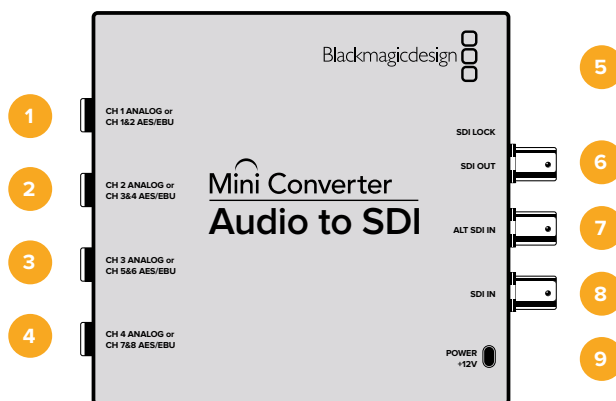 Blackmagicdesign
1
CH 1 ANALOG or
CH 1&2 AES/EBU
2
CH 2 ANALOG or
CH 3&4 AES/EBU
3
CH 3 ANALOG or
CH 5&6 AES/EBU
4
CH 4 ANALOG or
CH 7&8 AES/EBU
Mini Converter
Audio to SDI
5
SDI LOCK
6
SDI OUT
7
ALT SDI IN
8
SDI IN
9
POWER
+12V